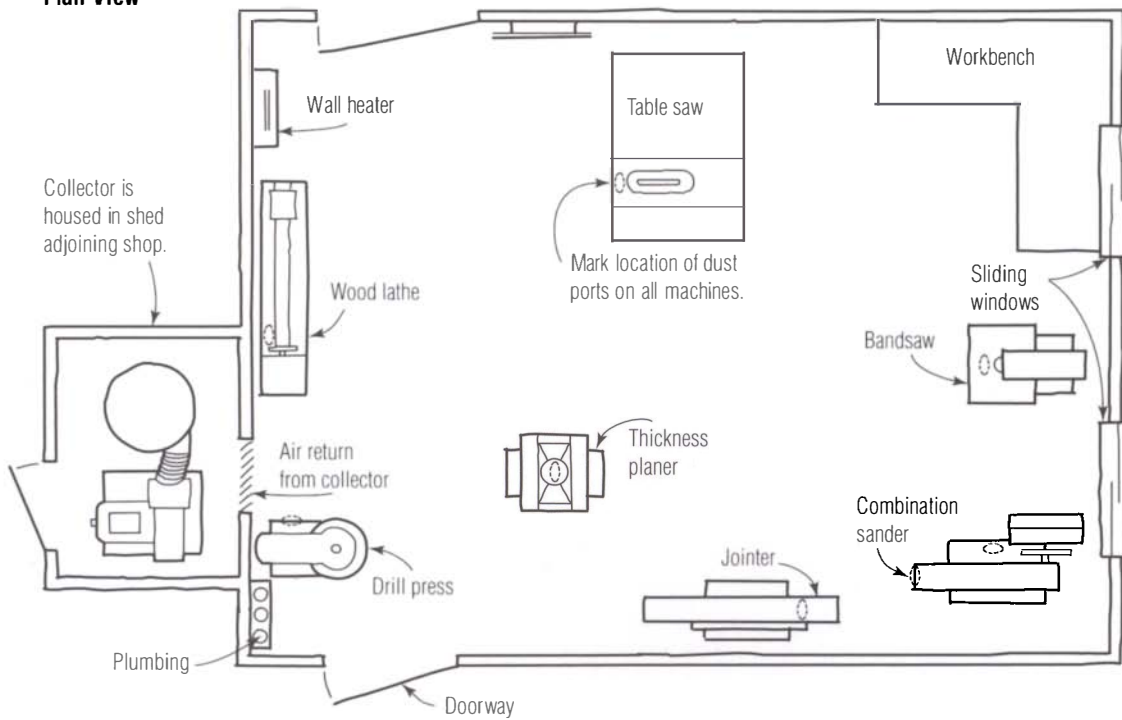 Plan View
Workbench
Wall heater
Table saw
Collector is
housed in shed
adjoining shop.
Mark location of dust
ports on all machines.
Sliding
windows
Wood lathe
Bandsaw
Air return
from collector
Thickness
planer
Combination
sander
Drill press
Jointer
Plumbing
Doorway